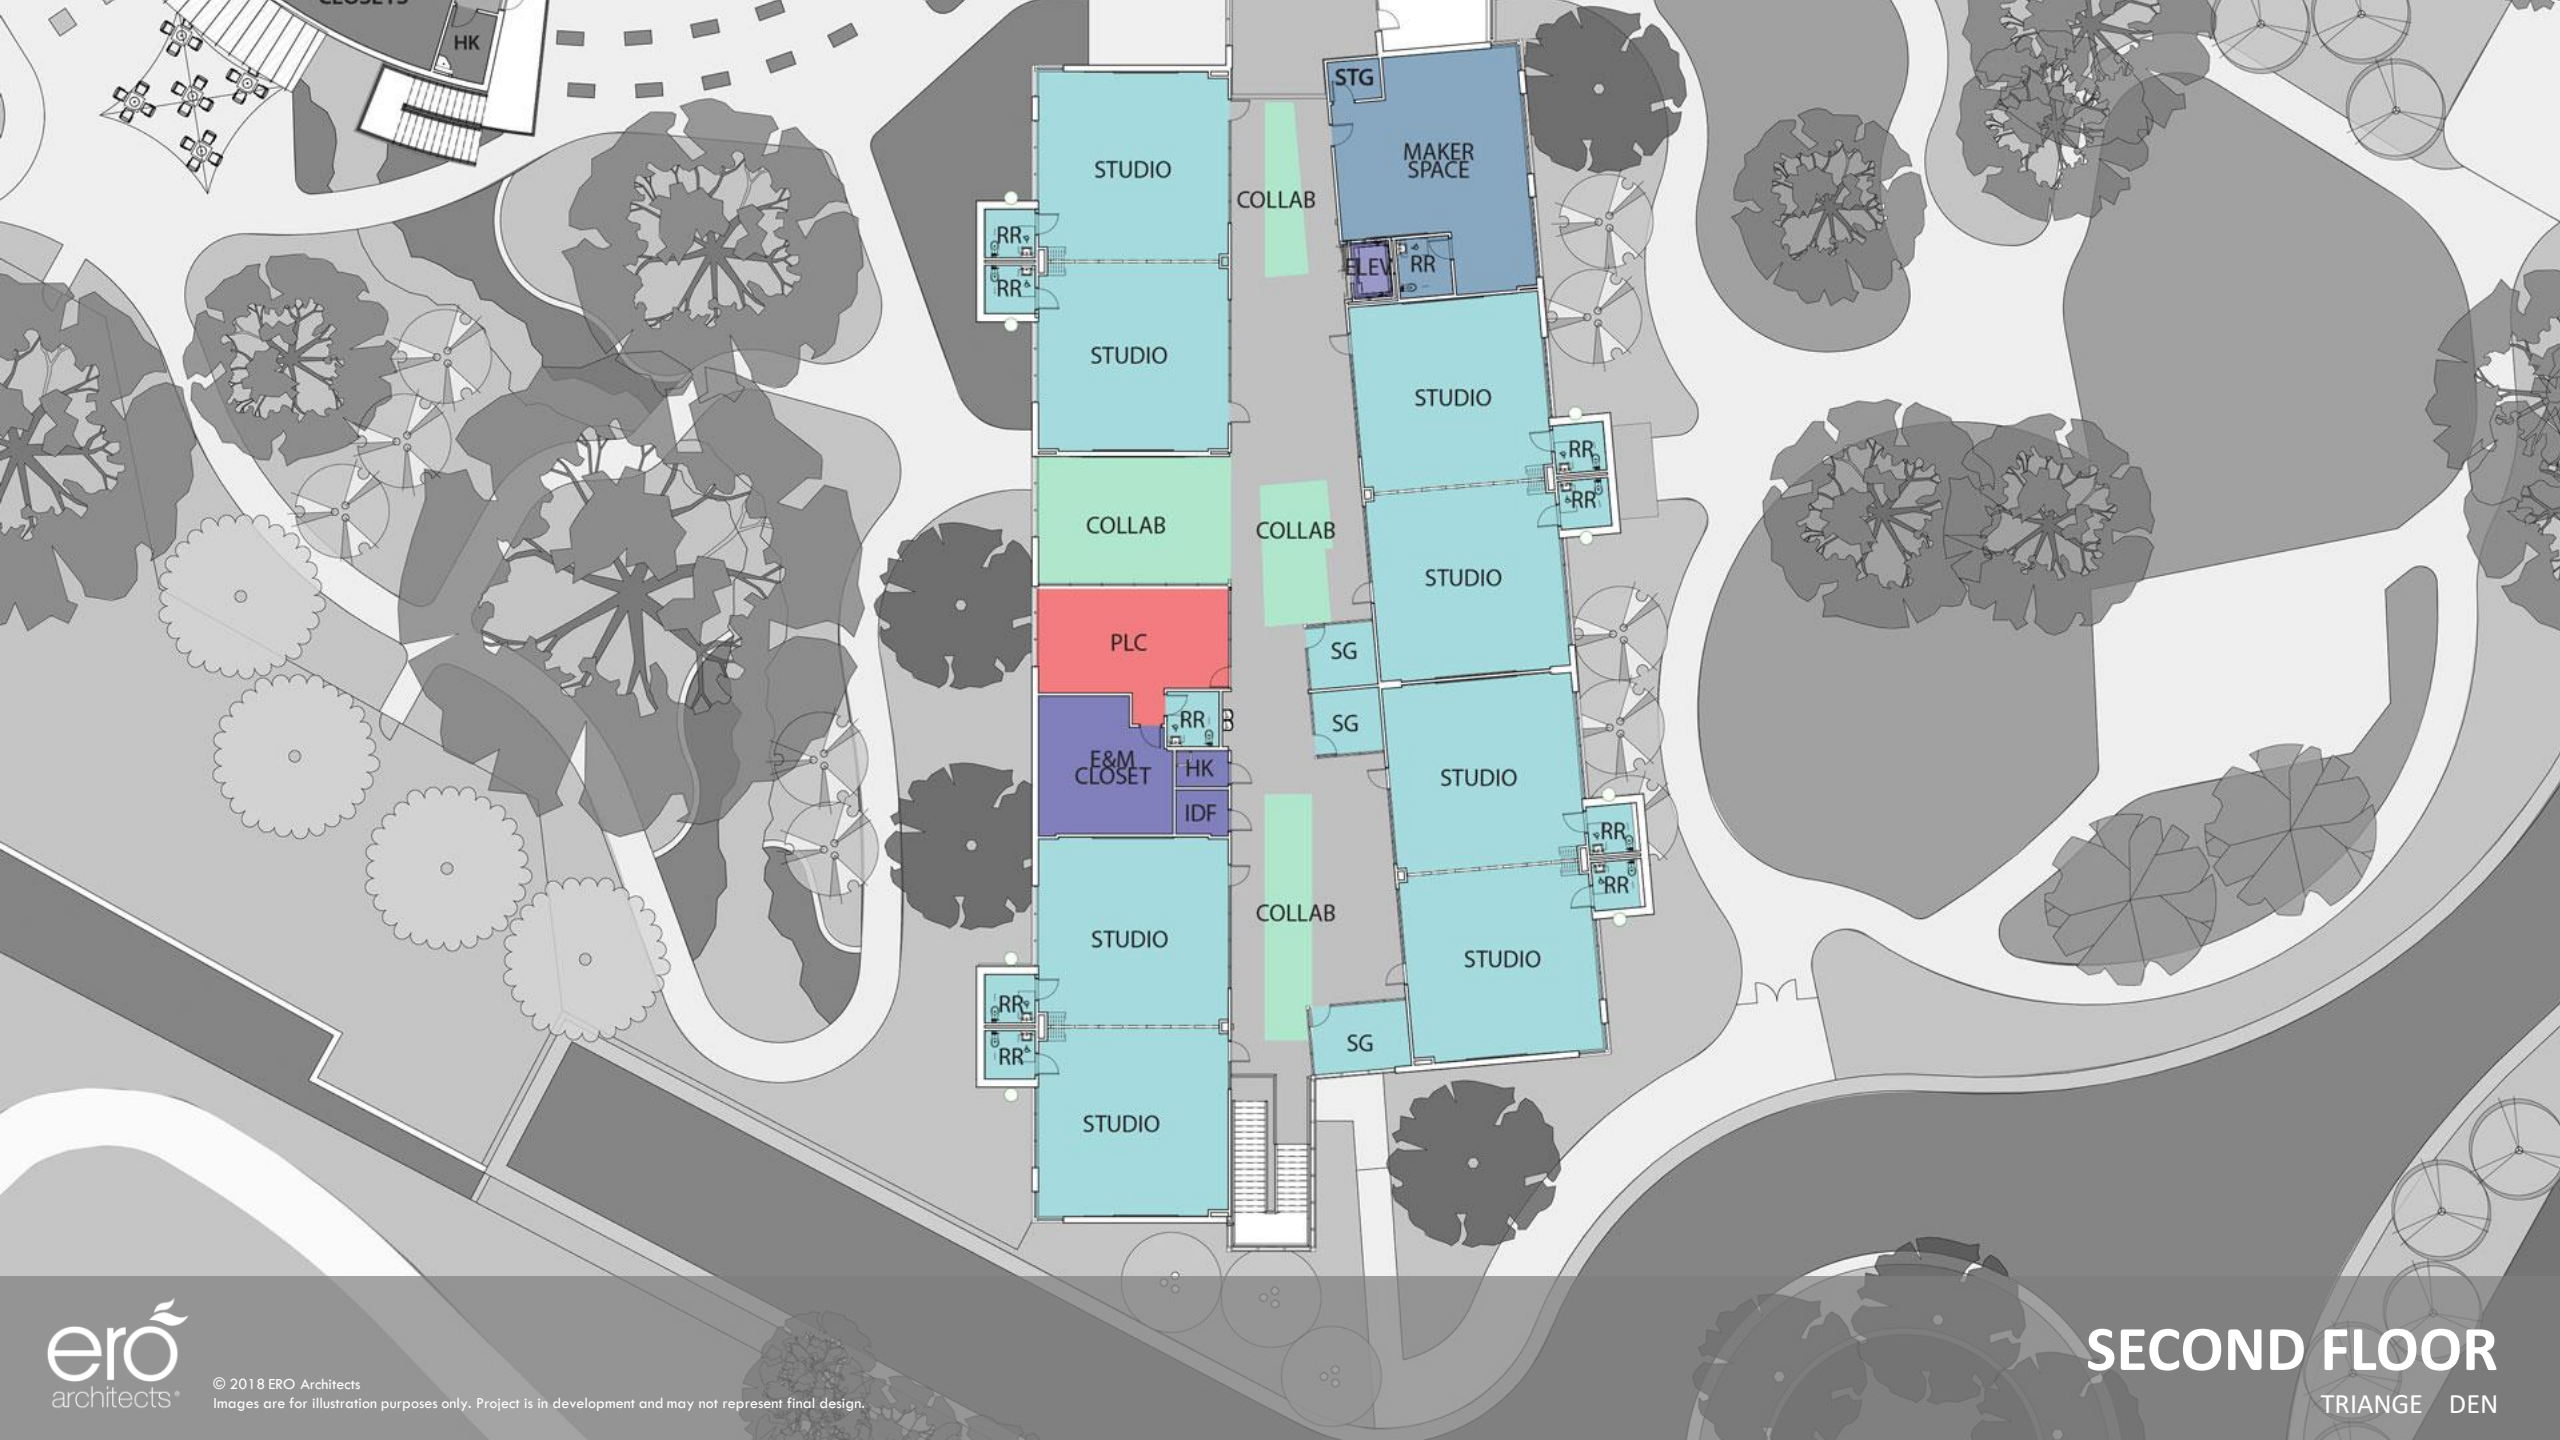 CLOSETS
HK
STG
STUDIO
MAKER
SPACE
COLLAB
RR
RR
ELEV.
RR
STUDIO
STUDIO
RR
RR
COLLAB
COLLAB
STUDIO
PLC
SG
RR
SG
E&M
CLOSET
HK
STUDIO
IDF
RR
RR
COLLAB
STUDIO
STUDIO
RR
RR
SG
STUDIO
SECOND FLOOR
TRIANGE DEN
ero
architects
© 2018 ERO Architects
Images are for illustration purposes only. Project is in development and may not represent final design.